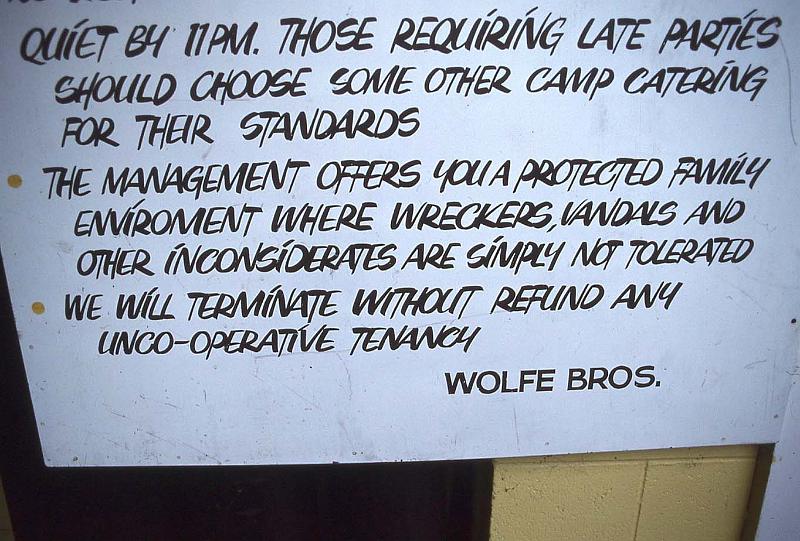 QUIET BY 11PM. THOSE REQUIRING LATE PARTIES
SHOULD CHOOSE SOME OTHER CAMP CATERING
FOR THEIR STANDARDS
THE MANAGEMENT OFFERS YOU A PROTECTED FAMILY
ENVIROMENT WHERE WRECKERS, VANDALS AND
OTHER INCONSIDERATES ARE SIMPLY NOT TOLERATED
WE WILL TERMINATE WITHOUT REFUND ANY
UNCO-OPERATIVE TENANCY
WOLFE BROS.